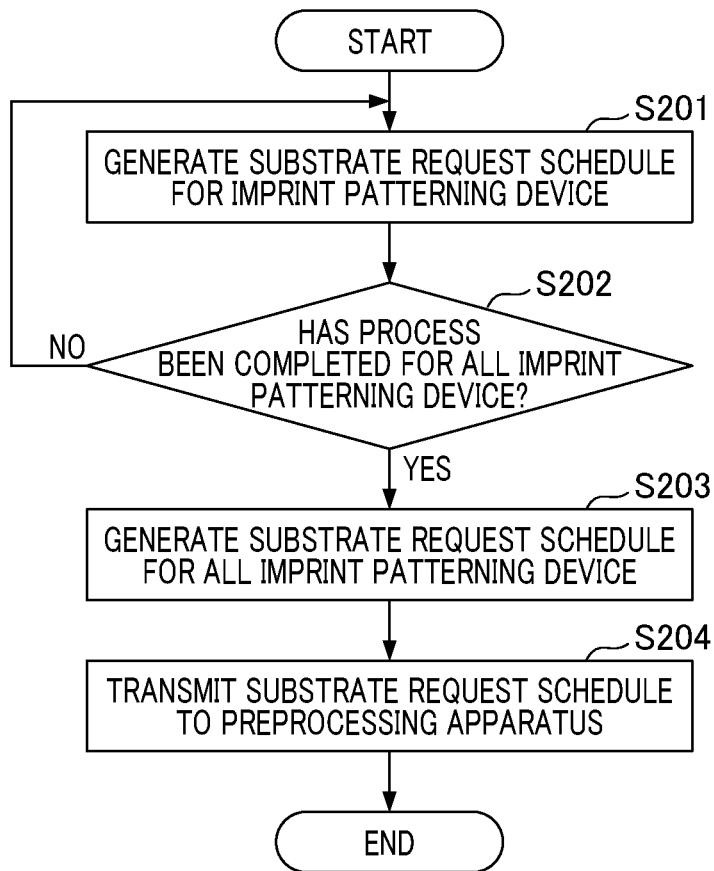 START
S201
GENERATE SUBSTRATE REQUEST SCHEDULE
FOR IMPRINT PATTERNING DEVICE
S202
HAS PROCESS
BEEN COMPLETED FOR ALL IMPRINT
PATTERNING DEVICE?
NO
YES
S203
GENERATE SUBSTRATE REQUEST SCHEDULE
FOR ALL IMPRINT PATTERNING DEVICE
S204
TRANSMIT SUBSTRATE REQUEST SCHEDULE
TO PREPROCESSING APPARATUS
END